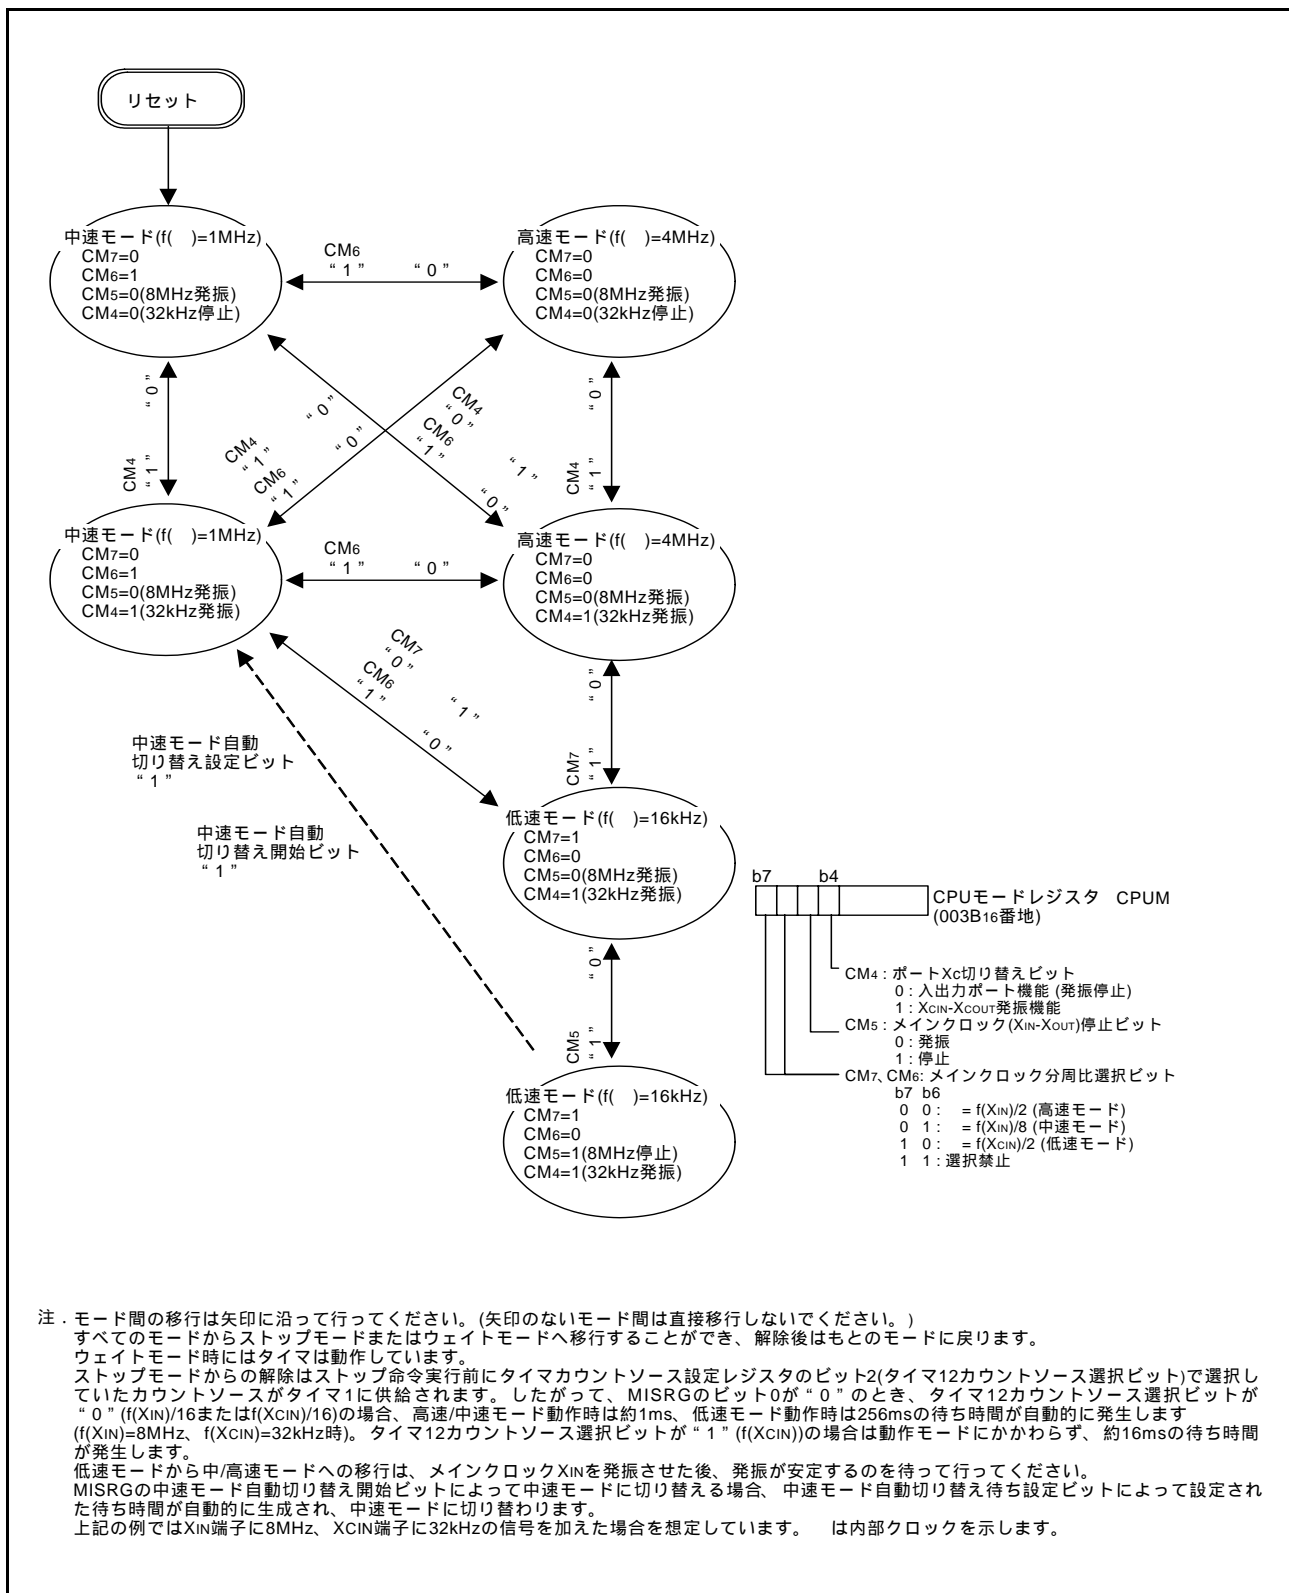 リセット
中速モード(f( )=1MHz)
CM7=0
CM6=1
CM5=0(8MHz発振)
CM4=0(32kHz停止)
CM6
“1” “0”
高速モード(f( )=4MHz)
CM7=0
CM6=0
CM5=0(8MHz発振)
CM4=0(32kHz停止)
CM4
“1” “0”
CM4
“1” “0”
CM6
“1” “0”
CM4
“0” “1”
CM6
“1” “0”
CM4
“1” “0”
中速モード(f( )=1MHz)
CM7=0
CM6=1
CM5=0(8MHz発振)
CM4=1(32kHz発振)
CM6
“1” “0”
高速モード(f( )=4MHz)
CM7=0
CM6=0
CM5=0(8MHz発振)
CM4=1(32kHz発振)
CM7
“0” “1”
CM6
“1” “0”
CM7
“1” “0”
中速モード自動
切り替え設定ビット
“1”
中速モード自動
切り替え開始ビット
“1”
低速モード(f( )=16kHz)
CM7=1
CM6=0
CM5=0(8MHz発振)
CM4=1(32kHz発振)
CM5
“1” “0”
低速モード(f( )=16kHz)
CM7=1
CM6=0
CM5=1(8MHz停止)
CM4=1(32kHz発振)
b7 b4
CPUモードレジスタ CPUM
(003B16番地)
CM4 : ポートXc切り替えビット
0 : 入出力ポート機能 (発振停止)
1 : XCIN-XCOUT発振機能
CM5 : メインクロック(XIN-XOUT)停止ビット
0 : 発振
1 : 停止
CM7、CM6: メインクロック分周比選択ビット
b7 b6
0 0 : = f(XIN)/2 (高速モード)
0 1 : = f(XIN)/8 (中速モード)
1 0 : = f(XCIN)/2 (低速モード)
1 1 : 選択禁止
注．モード間の移行は矢印に沿って行ってください。(矢印のないモード間は直接移行しないでください。)
すべてのモードからストップモードまたはウェイトモードへ移行することができ、解除後はもとのモードに戻ります。
ウェイトモード時にはタイマは動作しています。
ストップモードからの解除はストップ命令実行前にタイマカウントソース設定レジスタのビット2(タイマ12カウントソース選択ビット)で選択し
ていたカウントソースがタイマ1に供給されます。したがって、MISRGのビット0が“0”のとき、タイマ12カウントソース選択ビットが
“0”(f(XIN)/16またはf(XCIN)/16)の場合、高速/中速モード動作時は約1ms、低速モード動作時は256msの待ち時間が自動的に発生します
(f(XIN)=8MHz、f(XCIN)=32kHz時)。タイマ12カウントソース選択ビットが“1”(f(XCIN))の場合は動作モードにかかわらず、約16msの待ち時間
が発生します。
低速モードから中/高速モードへの移行は、メインクロックXINを発振させた後、発振が安定するのを待って行ってください。
MISRGの中速モード自動切り替え開始ビットによって中速モードに切り替える場合、中速モード自動切り替え待ち設定ビットによって設定され
た待ち時間が自動的に生成され、中速モードに切り替わります。
上記の例ではXIN端子に8MHz、XCIN端子に32kHzの信号を加えた場合を想定しています。 は内部クロックを示します。